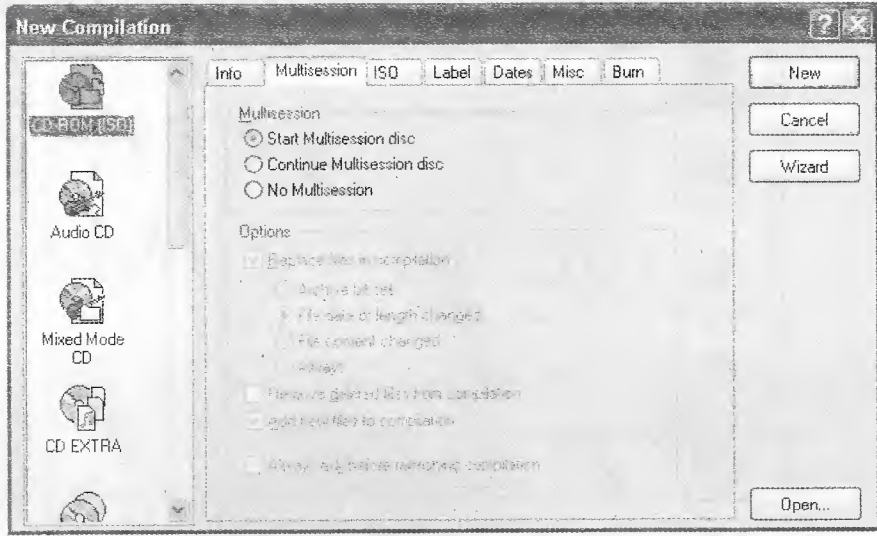 New Compilation
CD-ROM (ISO)
Audio CD
Mixed Mode
CD
CD EXTRA
Info Multisession ISO Label Dates Misc Burn
Multisession
Start Multisession disc
Continue Multisession disc
No Multisession
Options
Replace files in compilation
Archive bit set
File date or length changed
File content changed
Always
Remove deleted files from compilation
Add new files to compilation
before refreshing compilation
New
Cancel
Wizard
Open...